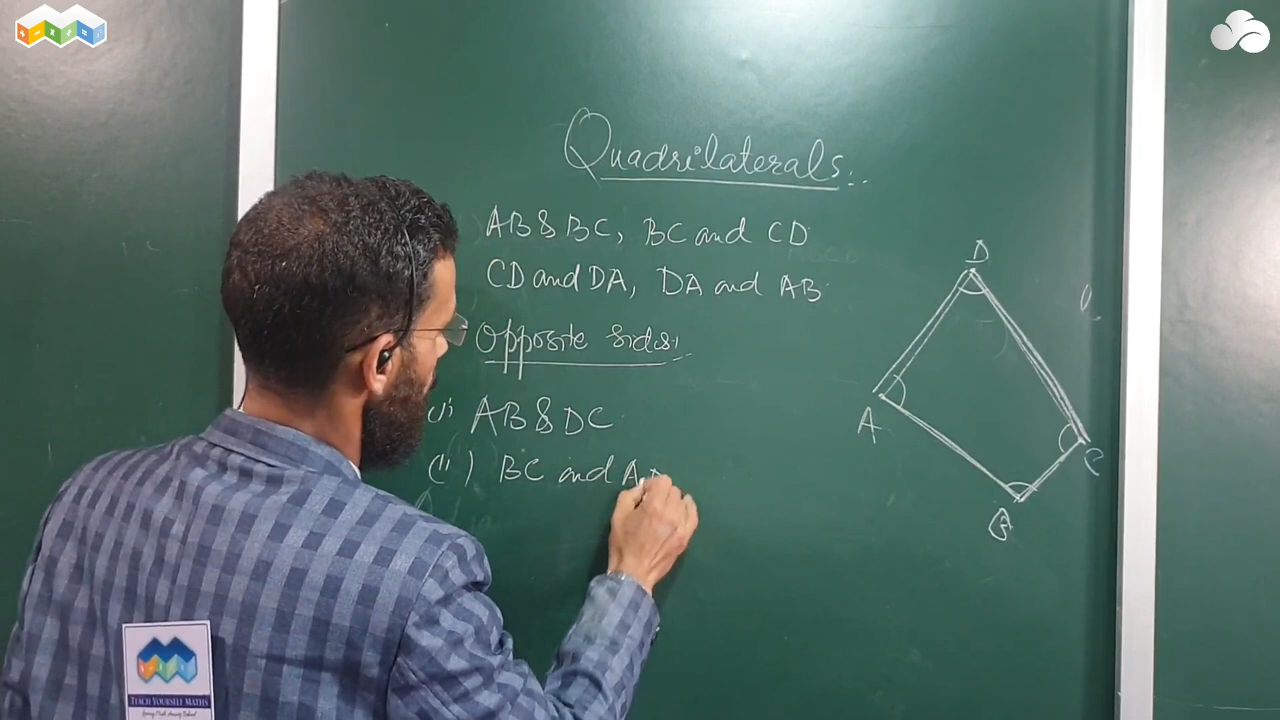 Quadrilaterals:.
AB & BC, BC and CD
CD and DA, DA and AB
Opposite sides:
(i) AB & DC
(ii) BC and A
D
A
C
B
TEACH YOURSELF MATHS